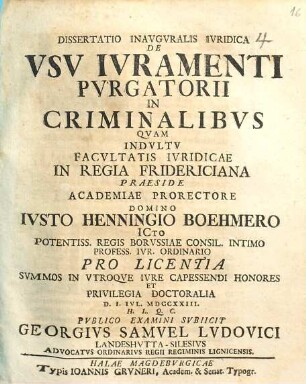 16
DISSERTATIO INAVGVRALIS IVRIDICA 4
DE
VSV IVRAMENTI
PVRGATORII
IN
CRIMINALIBVS
QVAM
INDVLTV
FACVLTATIS IVRIDICAE
IN REGIA FRIDERICIANA
PRAESIDE
ACADEMIAE PRORECTORE
DOMINO
IVSTO HENNINGIO BOEHMERO
ICTO
POTENTISS. REGIS BORVSSIAE CONSIL. INTIMO
PROFESS. IVR. ORDINARIO
PRO LICENTIA
SVMMOS IN VTROQVE IVRE CAPESSENDI HONORES
ET
PRIVILEGIA DOCTORALIA
D. I. IVL. MDCCXXIII.
H. L. Q. C.
PVBLICO EXAMINI SVBIICIT
GEORGIVS SAMVEL LVDOVICI
LANDESHVTTA-SILESIVS
ADVOCATVS ORDINARIVS REGII REGIMINIS LIGNICENSIS.
HALAE MAGDEBVRGICAE
Typis IOANNIS GRVNERI, Academ. & Senat. Typogr.